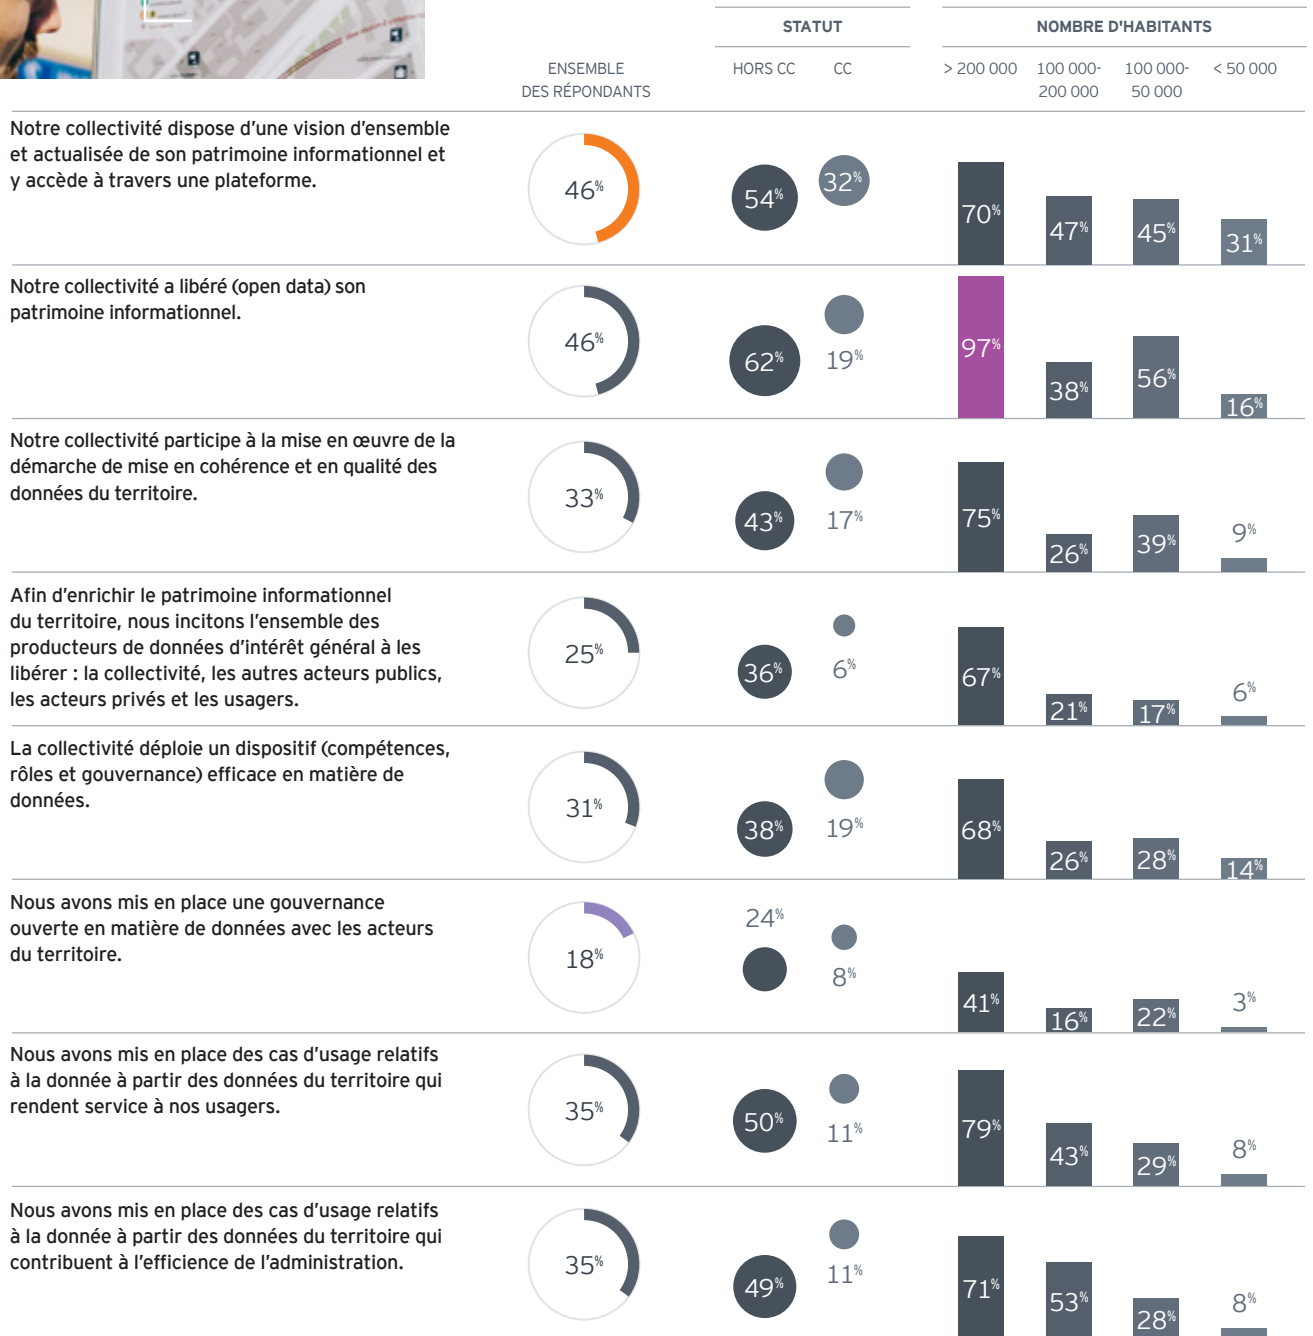 STATUT
NOMBRE D'HABITANTS
ENSEMBLE
DES RÉPONDANTS
HORS CC
CC
> 200 000
100 000-
200 000
100 000-
50 000
< 50 000
Notre collectivité dispose d'une vision d'ensemble
et actualisée de son patrimoine informationnel et
y accède à travers une plateforme.
46%
54%
32%
70%
47%
45%
31%
Notre collectivité a libéré (open data) son
patrimoine informationnel.
46%
62%
19%
97%
38%
56%
16%
Notre collectivité participe à la mise en œuvre de la
démarche de mise en cohérence et en qualité des
données du territoire.
33%
43%
17%
75%
26%
39%
9%
Afin d'enrichir le patrimoine informationnel
du territoire, nous incitons l'ensemble des
producteurs de données d'intérêt général à les
libérer : la collectivité, les autres acteurs publics,
les acteurs privés et les usagers.
25%
36%
6%
67%
21%
17%
6%
La collectivité déploie un dispositif (compétences,
rôles et gouvernance) efficace en matière de
données.
31%
38%
19%
68%
26%
28%
14%
Nous avons mis en place une gouvernance
ouverte en matière de données avec les acteurs
du territoire.
18%
24%
8%
41%
16%
22%
3%
Nous avons mis en place des cas d'usage relatifs
à la donnée à partir des données du territoire qui
rendent service à nos usagers.
35%
50%
11%
79%
43%
29%
8%
Nous avons mis en place des cas d'usage relatifs
à la donnée à partir des données du territoire qui
contribuent à l'efficience de l'administration.
35%
49%
11%
71%
53%
28%
8%